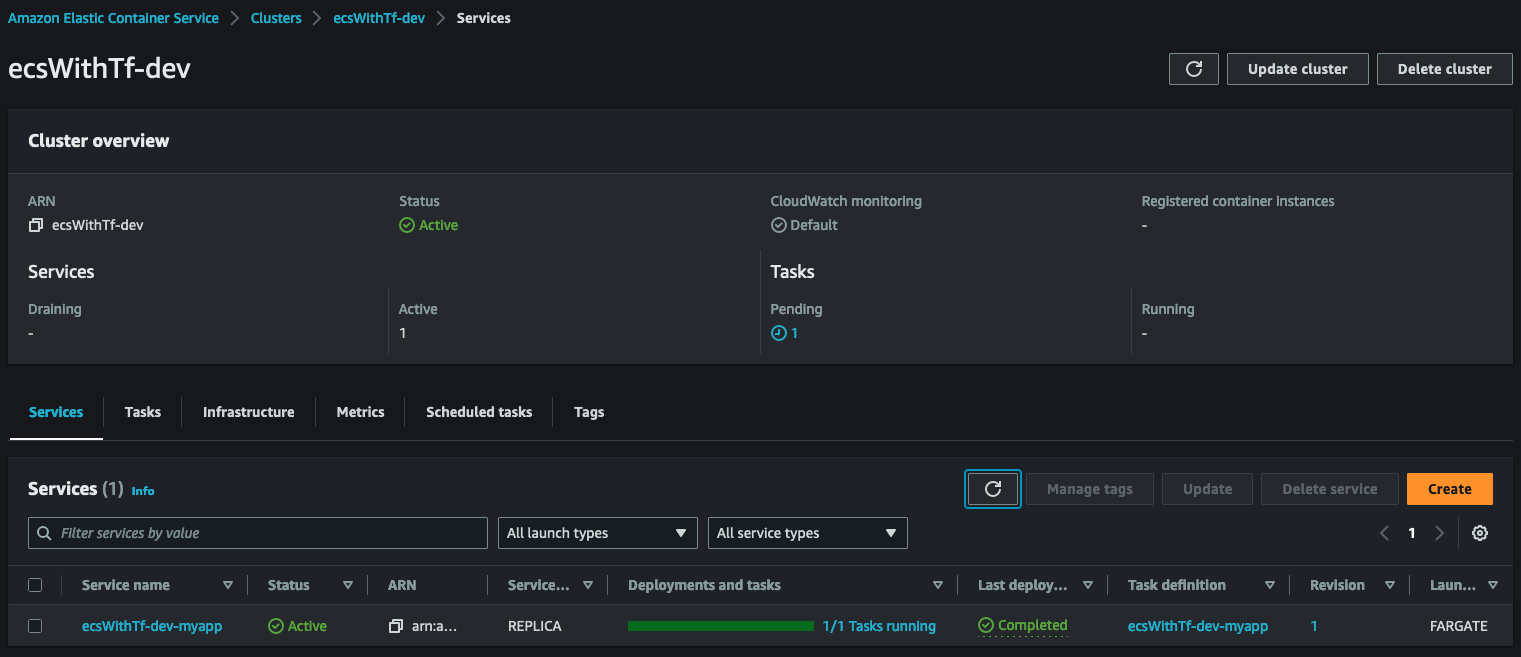 Amazon Elastic Container Service > Clusters > ecsWithTf-dev > Services
ecsWithTf-dev
Update cluster Delete cluster
Cluster overview
ARN Status CloudWatch monitoring Registered container instances
ecsWithTf-dev Active Default -
Services Tasks
Draining Active Pending Running
- 1 1 -
Services Tasks Infrastructure Metrics Scheduled tasks Tags
Services (1) Info Manage tags Update Delete service Create
Filter services by value All launch types All service types 1
Service name Status ARN Service... Deployments and tasks Last deploy... Task definition Revision Laun...
ecsWithTf-dev-myapp Active arn:a... REPLICA 1/1 Tasks running Completed ecsWithTf-dev-myapp 1 FARGATE